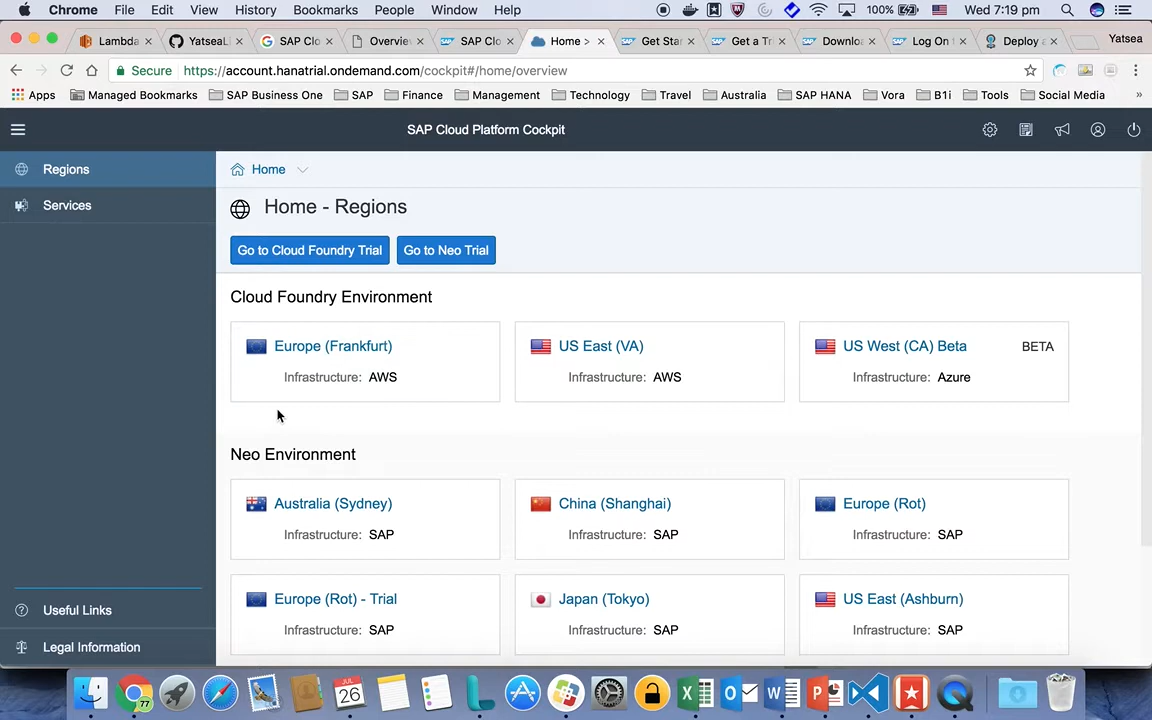 Chrome File Edit View History Bookmarks People Window Help 100% Wed 7:19 pm
Lambda YatseaL SAP Clo Overvie SAP Clo Home > Get Star Get a Tr Downloa Log On t Deploy a Yatsea
Secure https://account.hanatrial.ondemand.com/cockpit#/home/overview
Apps Managed Bookmarks SAP Business One SAP Finance Management Technology Travel Australia SAP HANA Vora B1i Tools Social Media »
SAP Cloud Platform Cockpit
Regions
Services
Useful Links
Legal Information
Home
Home - Regions
Go to Cloud Foundry Trial Go to Neo Trial
Cloud Foundry Environment
Europe (Frankfurt) US East (VA) US West (CA) Beta BETA
Infrastructure: AWS Infrastructure: AWS Infrastructure: Azure
Neo Environment
Australia (Sydney) China (Shanghai) Europe (Rot)
Infrastructure: SAP Infrastructure: SAP Infrastructure: SAP
Europe (Rot) - Trial Japan (Tokyo) US East (Ashburn)
Infrastructure: SAP Infrastructure: SAP Infrastructure: SAP
JUL
26
77